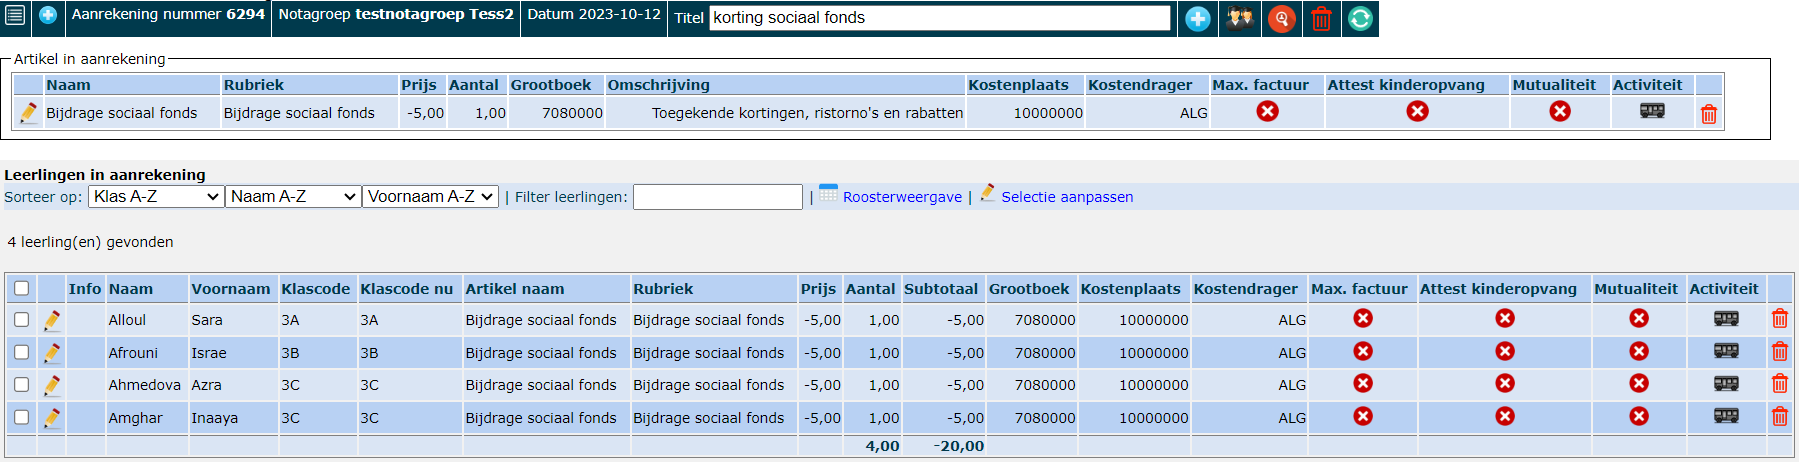 Aanrekening nummer 6294 Notagroep testnotagroep Tess2 Datum 2023-10-12 Titel korting sociaal fonds
Artikel in aanrekening
Naam Rubriek Prijs Aantal Grootboek Omschrijving Kostenplaats Kostendrager Max. factuur Attest kinderopvang Mutualiteit Activiteit
Bijdrage sociaal fonds Bijdrage sociaal fonds -5,00 1,00 7080000 Toegekende kortingen, ristorno's en rabatten 10000000 ALG
Leerlingen in aanrekening
Sorteer op: Klas A-Z Naam A-Z Voornaam A-Z | Filter leerlingen: | Roosterweergave | Selectie aanpassen
4 leerling(en) gevonden
Info Naam Voornaam Klascode Klascode nu Artikel naam Rubriek Prijs Aantal Subtotaal Grootboek Kostenplaats Kostendrager Max. factuur Attest kinderopvang Mutualiteit Activiteit
Alloul Sara 3A 3A Bijdrage sociaal fonds Bijdrage sociaal fonds -5,00 1,00 -5,00 7080000 10000000 ALG
Afrouni Israe 3B 3B Bijdrage sociaal fonds Bijdrage sociaal fonds -5,00 1,00 -5,00 7080000 10000000 ALG
Ahmedova Azra 3C 3C Bijdrage sociaal fonds Bijdrage sociaal fonds -5,00 1,00 -5,00 7080000 10000000 ALG
Amghar Inaaya 3C 3C Bijdrage sociaal fonds Bijdrage sociaal fonds -5,00 1,00 -5,00 7080000 10000000 ALG
4,00 -20,00